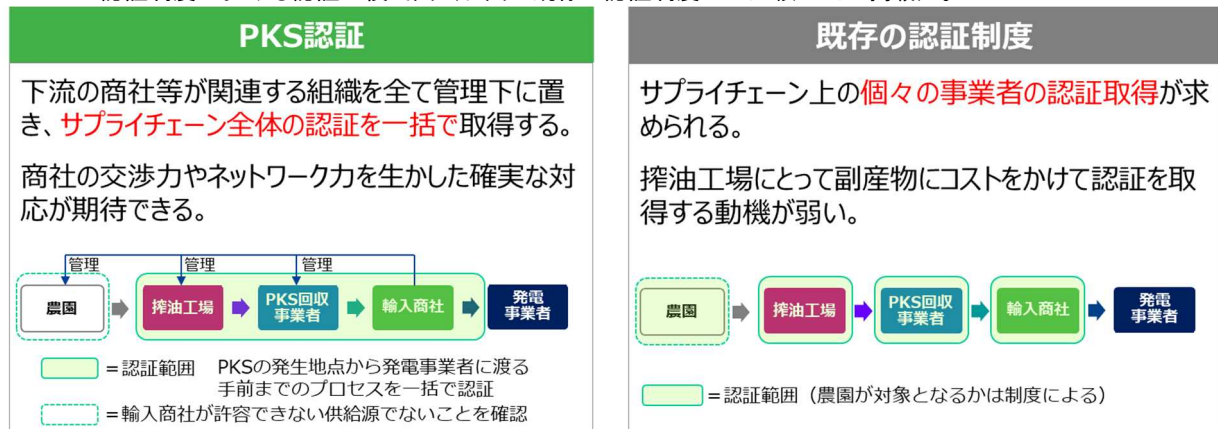 PKS認証
下流の商社等が関連する組織を全て管理下に置
き、サプライチェーン全体の認証を一括で取得する。
商社の交渉力やネットワーク力を生かした確実な対
応が期待できる。
管理 管理 管理
農園 搾油工場 PKS回収 事業者 輸入商社 発電 事業者
=認証範囲 PKSの発生地点から発電事業者に渡る
手前までのプロセスを一括で認証
=輸入商社が許容できない供給源でないことを確認
既存の認証制度
サプライチェーン上の個々の事業者の認証取得が求
められる。
搾油工場にとって副産物にコストをかけて認証を取
得する動機が弱い。
農園 搾油工場 PKS回収 事業者 輸入商社 発電 事業者
=認証範囲（農園が対象となるかは制度による）